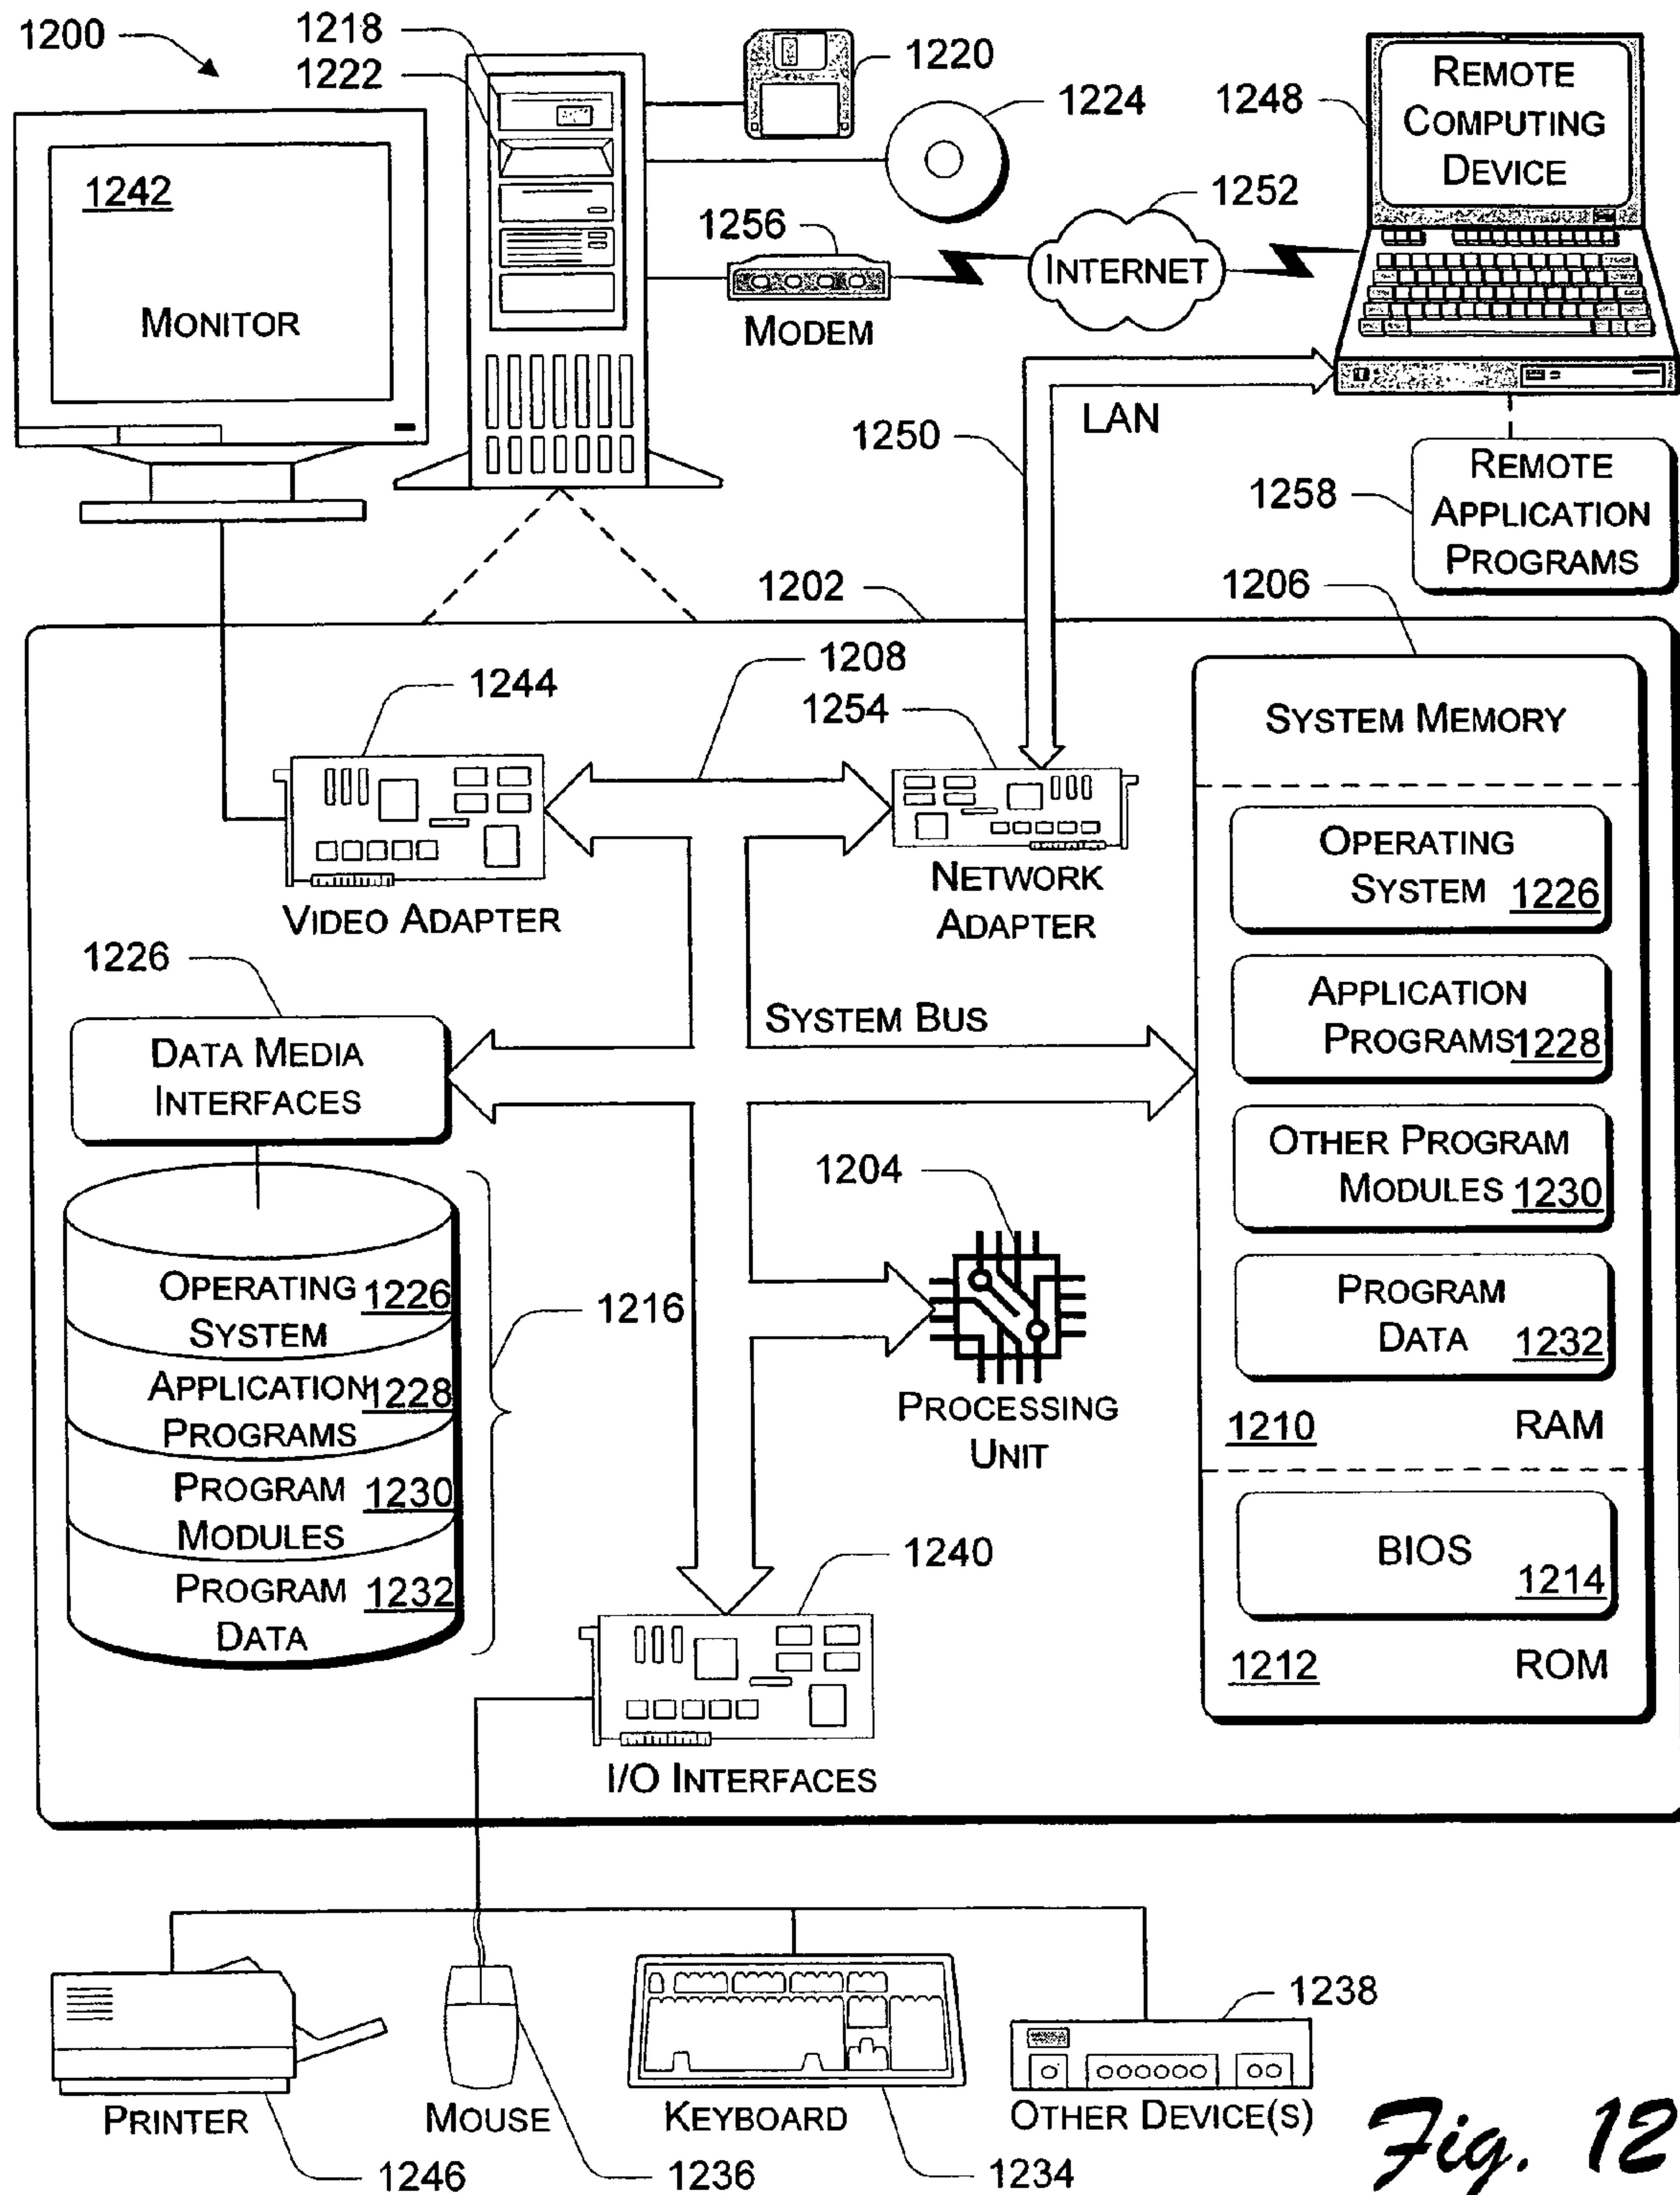 1200
1218
1222
1220
1224
1248
REMOTE
COMPUTING
DEVICE
1242
MONITOR
1256
MODEM
1252
INTERNET
1250
LAN
1258
REMOTE
APPLICATION
PROGRAMS
1202
1206
1244
1208
1254
VIDEO ADAPTER
NETWORK
ADAPTER
SYSTEM MEMORY
OPERATING
SYSTEM 1226
APPLICATION
PROGRAMS 1228
OTHER PROGRAM
MODULES 1230
PROGRAM
DATA 1232
1210 RAM
BIOS
1214
1212 ROM
1226
DATA MEDIA
INTERFACES
SYSTEM BUS
1204
PROCESSING
UNIT
OPERATING 1226
SYSTEM
APPLICATION 1228
PROGRAMS
PROGRAM 1230
MODULES
PROGRAM 1232
DATA
1216
1240
I/O INTERFACES
PRINTER
1246
MOUSE
1236
KEYBOARD
1234
1238
OTHER DEVICE(S)
Fig. 12